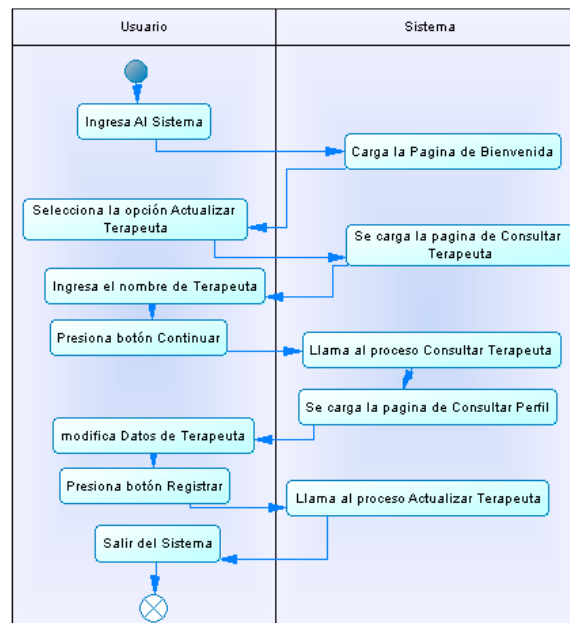 Usuario
Sistema
Ingresa Al Sistema
Carga la Pagina de Bienvenida
Selecciona la opción Actualizar
Terapeuta
Se carga la pagina de Consultar
Terapeuta
Ingresa el nombre de Terapeuta
Presiona botón Continuar
Llama al proceso Consultar Terapeuta
Se carga la pagina de Consultar Perfil
modifica Datos de Terapeuta
Presiona botón Registrar
Llama al proceso Actualizar Terapeuta
Salir del Sistema